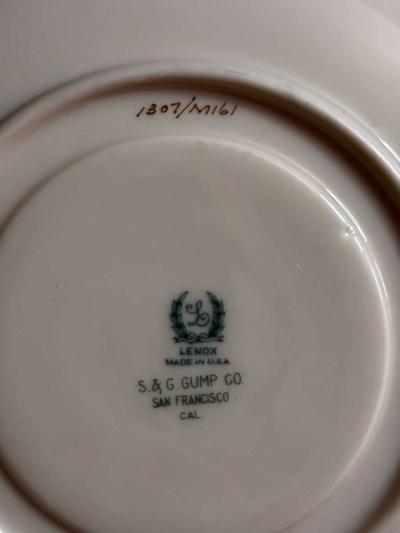 1307/M161
L
LENOX
MADE IN U.S.A
S. & G. GUMP CO.
SAN FRANCISCO
CAL.